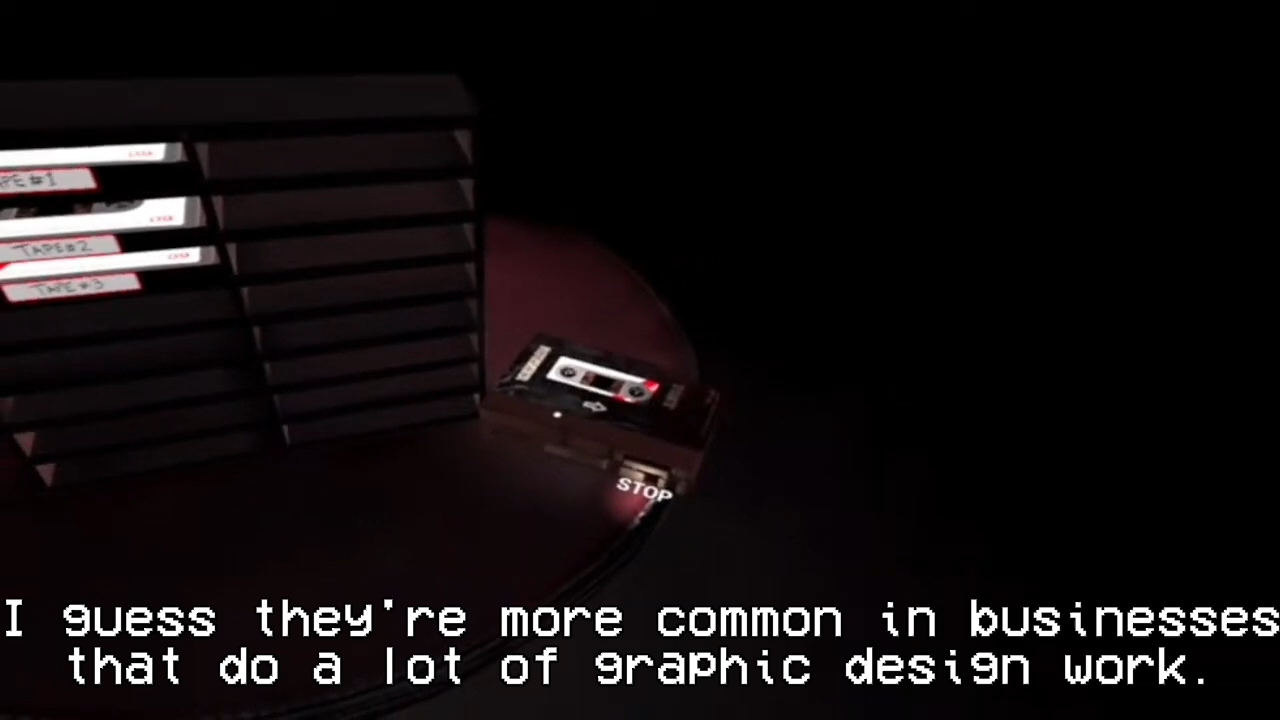 APE#1
TAPE#2
TAPE#3
STOP
I guess they're more common in businesses
that do a lot of graphic design work.